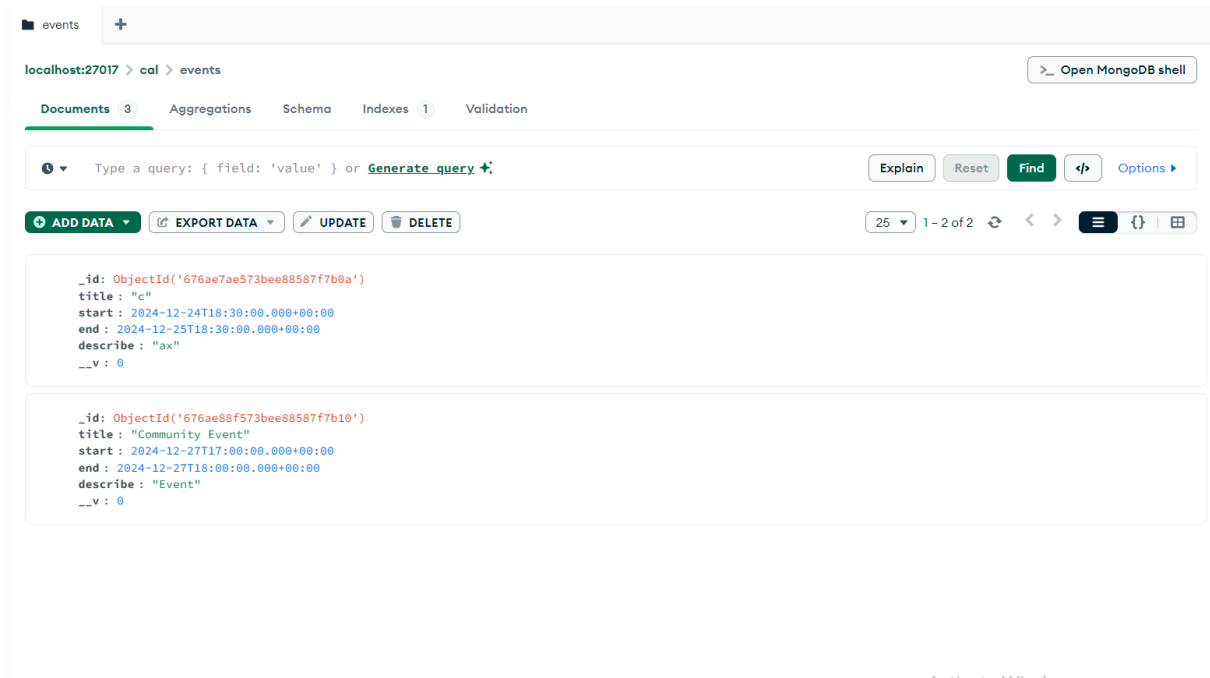 events
localhost:27017 > cal > events
>_ Open MongoDB shell
Documents 3 Aggregations Schema Indexes 1 Validation
Type a query: { field: 'value' } or Generate query
Explain Reset Find </> Options
ADD DATA EXPORT DATA UPDATE DELETE
25 1 – 2 of 2 {}
_id: ObjectId('676ae7ae573bee88587f7b0a')
title : "c"
start : 2024-12-24T18:30:00.000+00:00
end : 2024-12-25T18:30:00.000+00:00
describe : "ax"
__v : 0
_id: ObjectId('676ae88f573bee88587f7b10')
title : "Community Event"
start : 2024-12-27T17:00:00.000+00:00
end : 2024-12-27T18:00:00.000+00:00
describe : "Event"
__v : 0